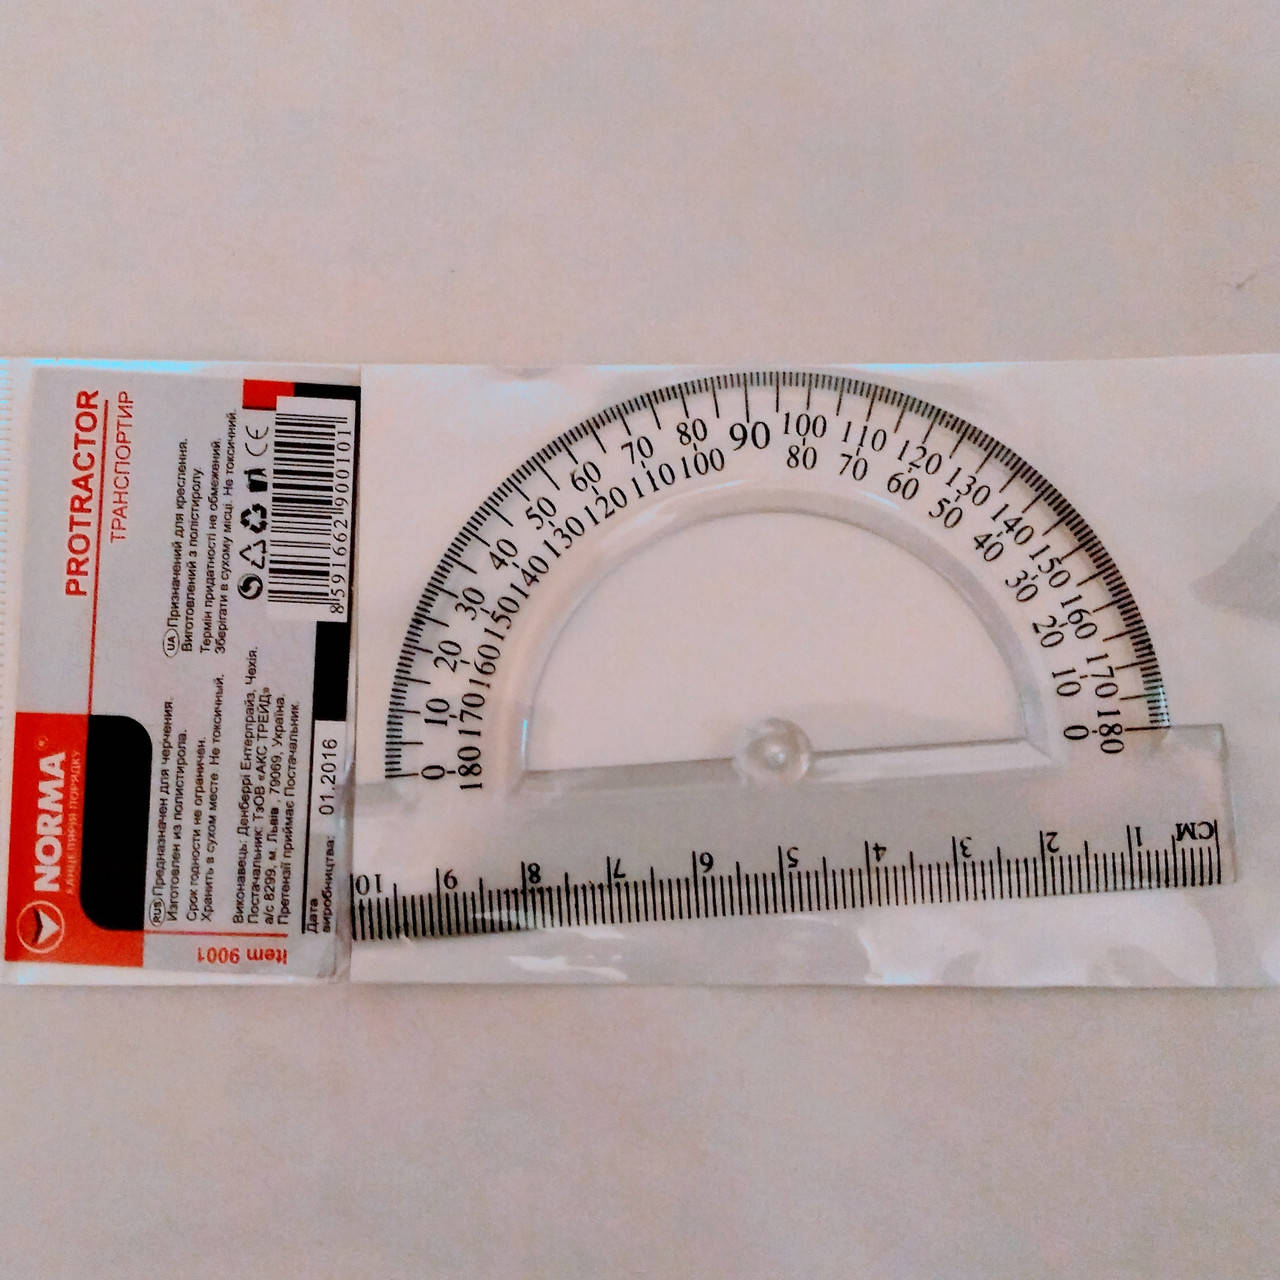 PROTRACTOR
ТРАНСПОРТИР
NORMA®
КАНЦЕЛЯРІЯ ПОРЯДКУ
UA Призначений для креслення.
Виготовлений з полістиролу.
Термін придатності не обмежений.
Зберігати в сухому місці. Не токсичний.
RUS Предназначен для черчения.
Изготовлен из полистирола.
Срок годности не ограничен.
Хранить в сухом месте. Не токсичный.
Виконавець: Денберрі Ентерпрайз, Чехія.
Постачальник: ТзОВ «АКС ТРЕЙД»
а/с 8299, м. Львів, 79069, Україна.
Претензії приймає Постачальник.
Дата
виробництва: 01.2016
CE
8 591662 900101
Item 9001
0 10 20 30 40 50 60 70 80 90 100 110 120 130 140 150 160 170 180
180 170 160 150 140 130 120 110 100 80 70 60 50 40 30 20 10 0
СМ 1 2 3 4 5 6 7 8 9 10